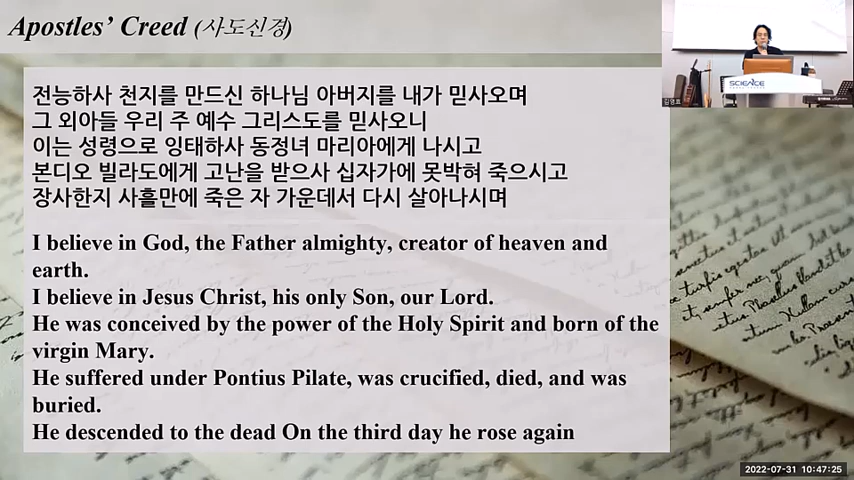 Apostles' Creed (사도신경)
전능하사 천지를 만드신 하나님 아버지를 내가 믿사오며
그 외아들 우리 주 예수 그리스도를 믿사오니
이는 성령으로 잉태하사 동정녀 마리아에게 나시고
본디오 빌라도에게 고난을 받으사 십자가에 못박혀 죽으시고
장사한지 사흘만에 죽은 자 가운데서 다시 살아나시며
I believe in God, the Father almighty, creator of heaven and
earth.
I believe in Jesus Christ, his only Son, our Lord.
He was conceived by the power of the Holy Spirit and born of the
virgin Mary.
He suffered under Pontius Pilate, was crucified, died, and was
buried.
He descended to the dead On the third day he rose again
SCIENCE
2022-07-31 10:47:25